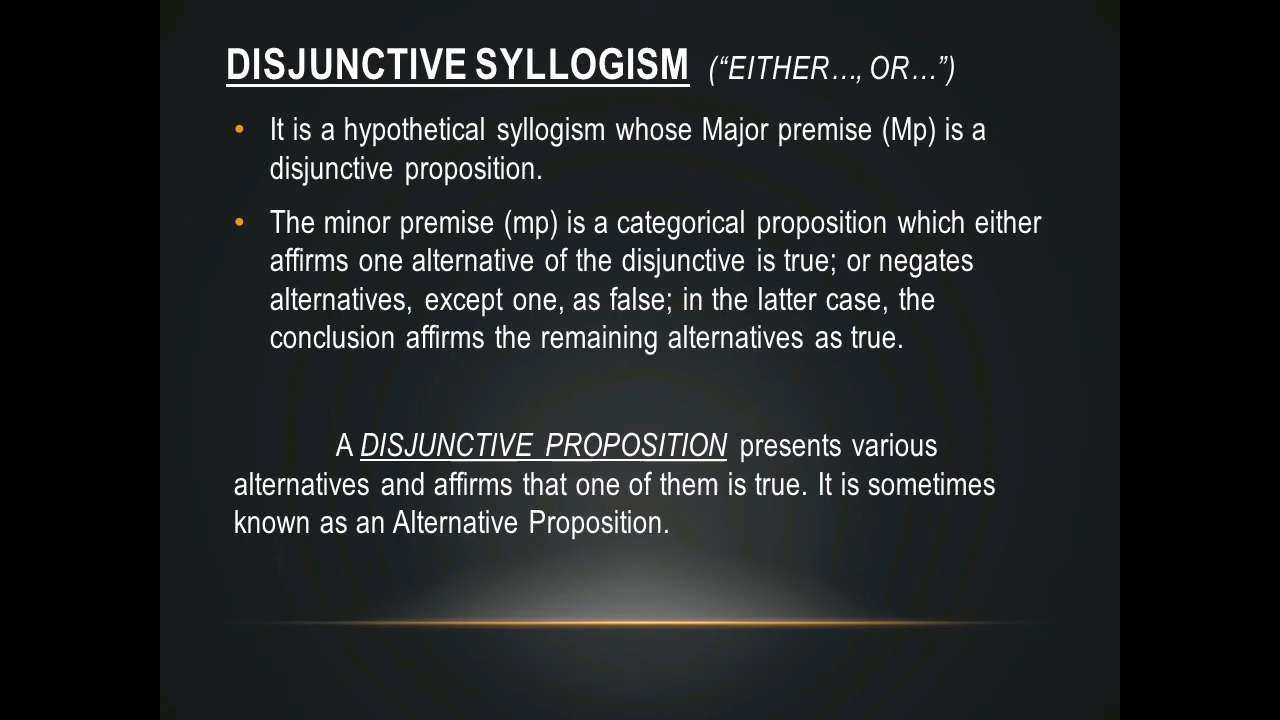 DISJUNCTIVE SYLLOGISM (“EITHER…, OR…”)
• It is a hypothetical syllogism whose Major premise (Mp) is a
disjunctive proposition.
• The minor premise (mp) is a categorical proposition which either
affirms one alternative of the disjunctive is true; or negates
alternatives, except one, as false; in the latter case, the
conclusion affirms the remaining alternatives as true.
A DISJUNCTIVE PROPOSITION presents various
alternatives and affirms that one of them is true. It is sometimes
known as an Alternative Proposition.